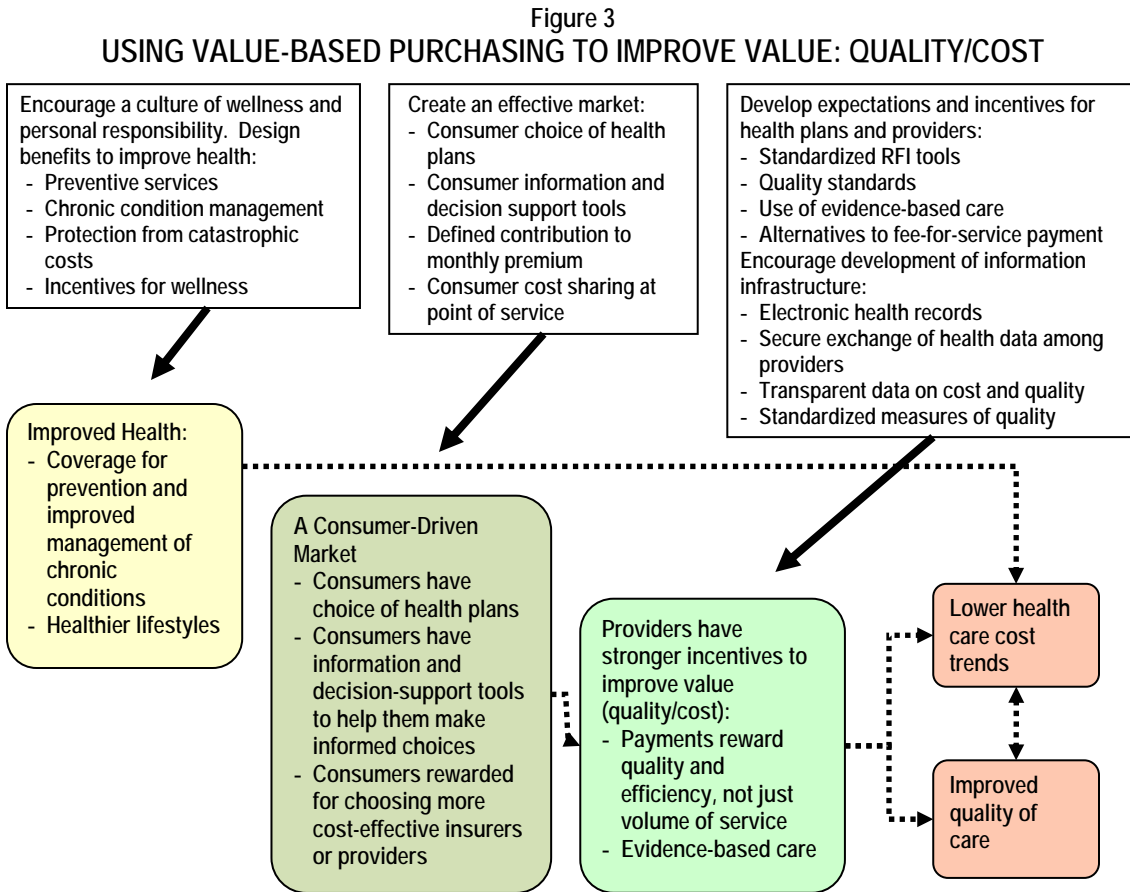 Figure 3
USING VALUE-BASED PURCHASING TO IMPROVE VALUE: QUALITY/COST
Encourage a culture of wellness and
personal responsibility. Design
benefits to improve health:
- Preventive services
- Chronic condition management
- Protection from catastrophic
costs
- Incentives for wellness
Create an effective market:
- Consumer choice of health
plans
- Consumer information and
decision support tools
- Defined contribution to
monthly premium
- Consumer cost sharing at
point of service
Develop expectations and incentives for
health plans and providers:
- Standardized RFI tools
- Quality standards
- Use of evidence-based care
- Alternatives to fee-for-service payment
Encourage development of information
infrastructure:
- Electronic health records
- Secure exchange of health data among
providers
- Transparent data on cost and quality
- Standardized measures of quality
Improved Health:
- Coverage for
prevention and
improved
management of
chronic
conditions
- Healthier lifestyles
A Consumer-Driven
Market
- Consumers have
choice of health plans
- Consumers have
information and
decision-support tools
to help them make
informed choices
- Consumers rewarded
for choosing more
cost-effective insurers
or providers
Providers have
stronger incentives to
improve value
(quality/cost):
- Payments reward
quality and
efficiency, not just
volume of service
- Evidence-based care
Lower health
care cost
trends
Improved
quality of
care